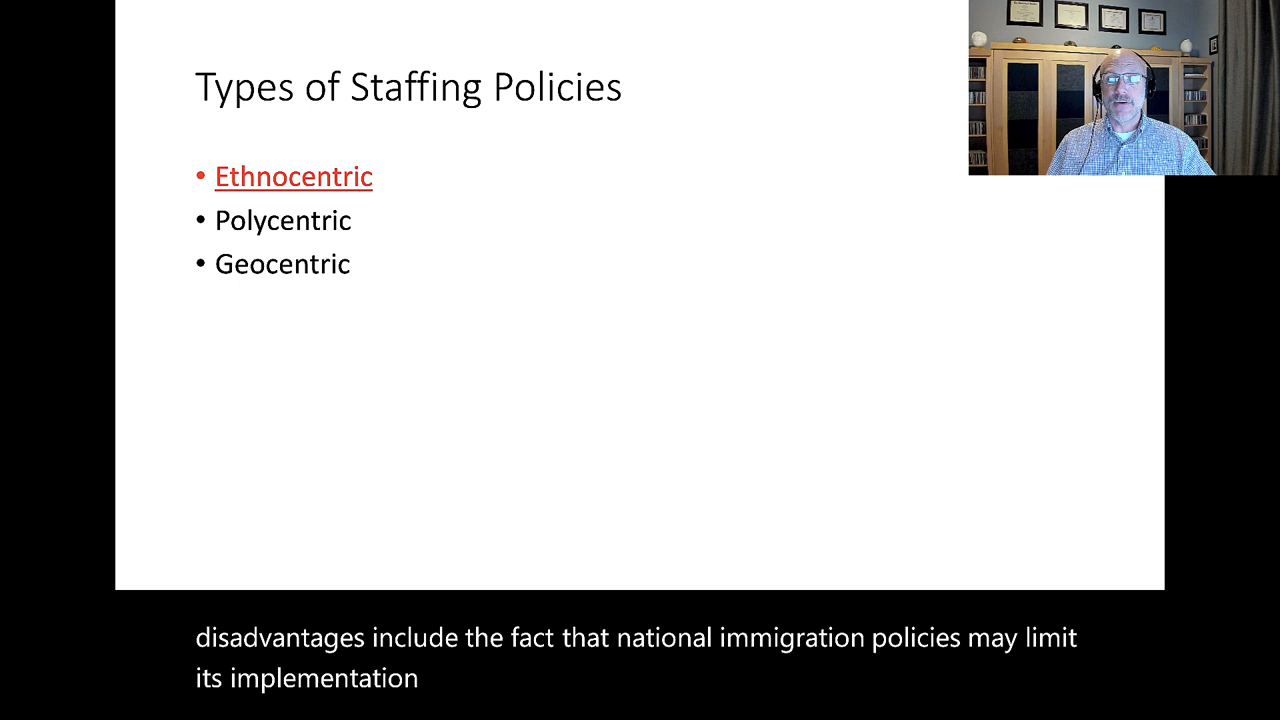 Types of Staffing Policies
• Ethnocentric
• Polycentric
• Geocentric
disadvantages include the fact that national immigration policies may limit
its implementation